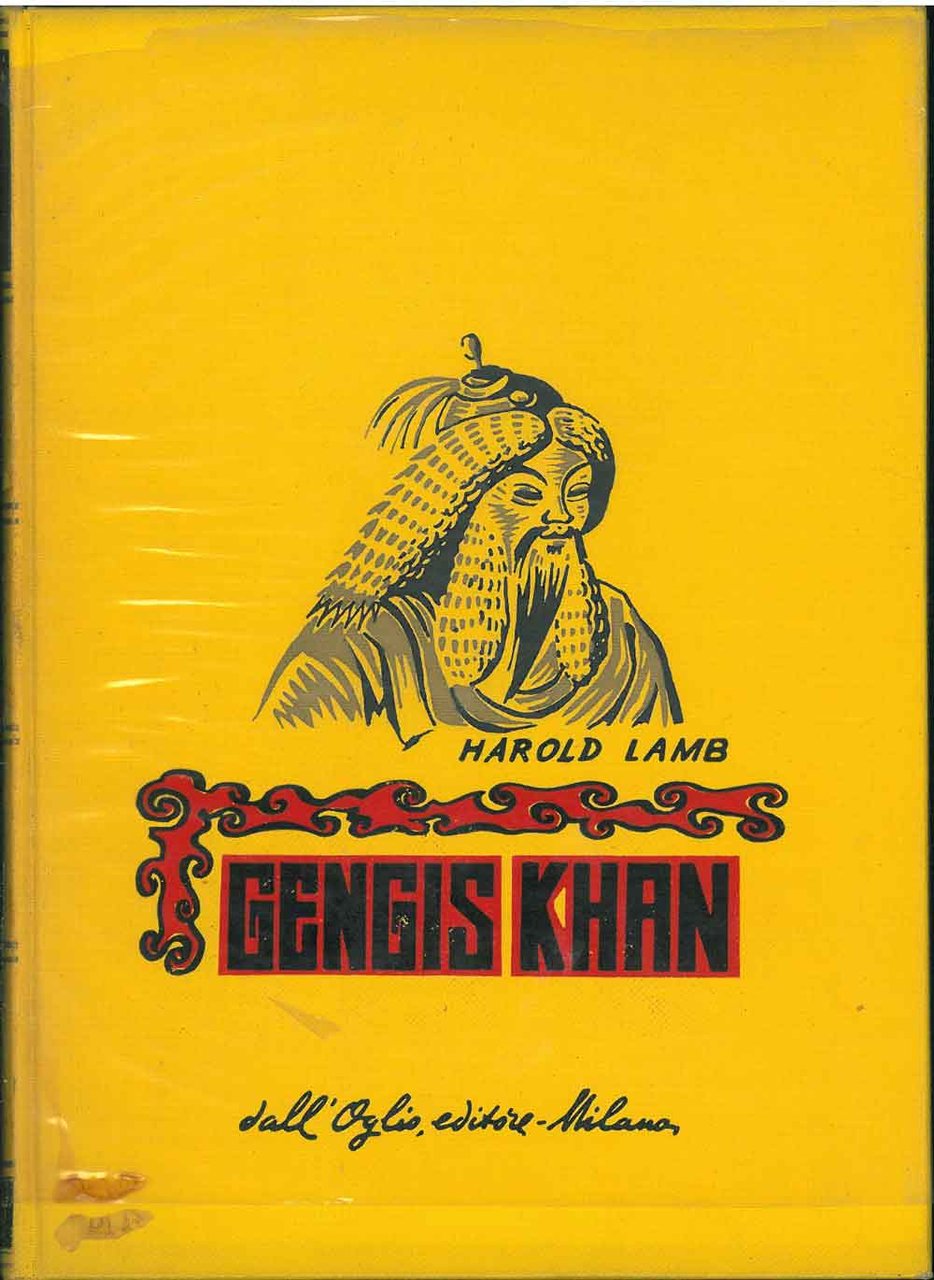 HAROLD LAMB
GENGIS KHAN
dall'Oglio, editore - Milano